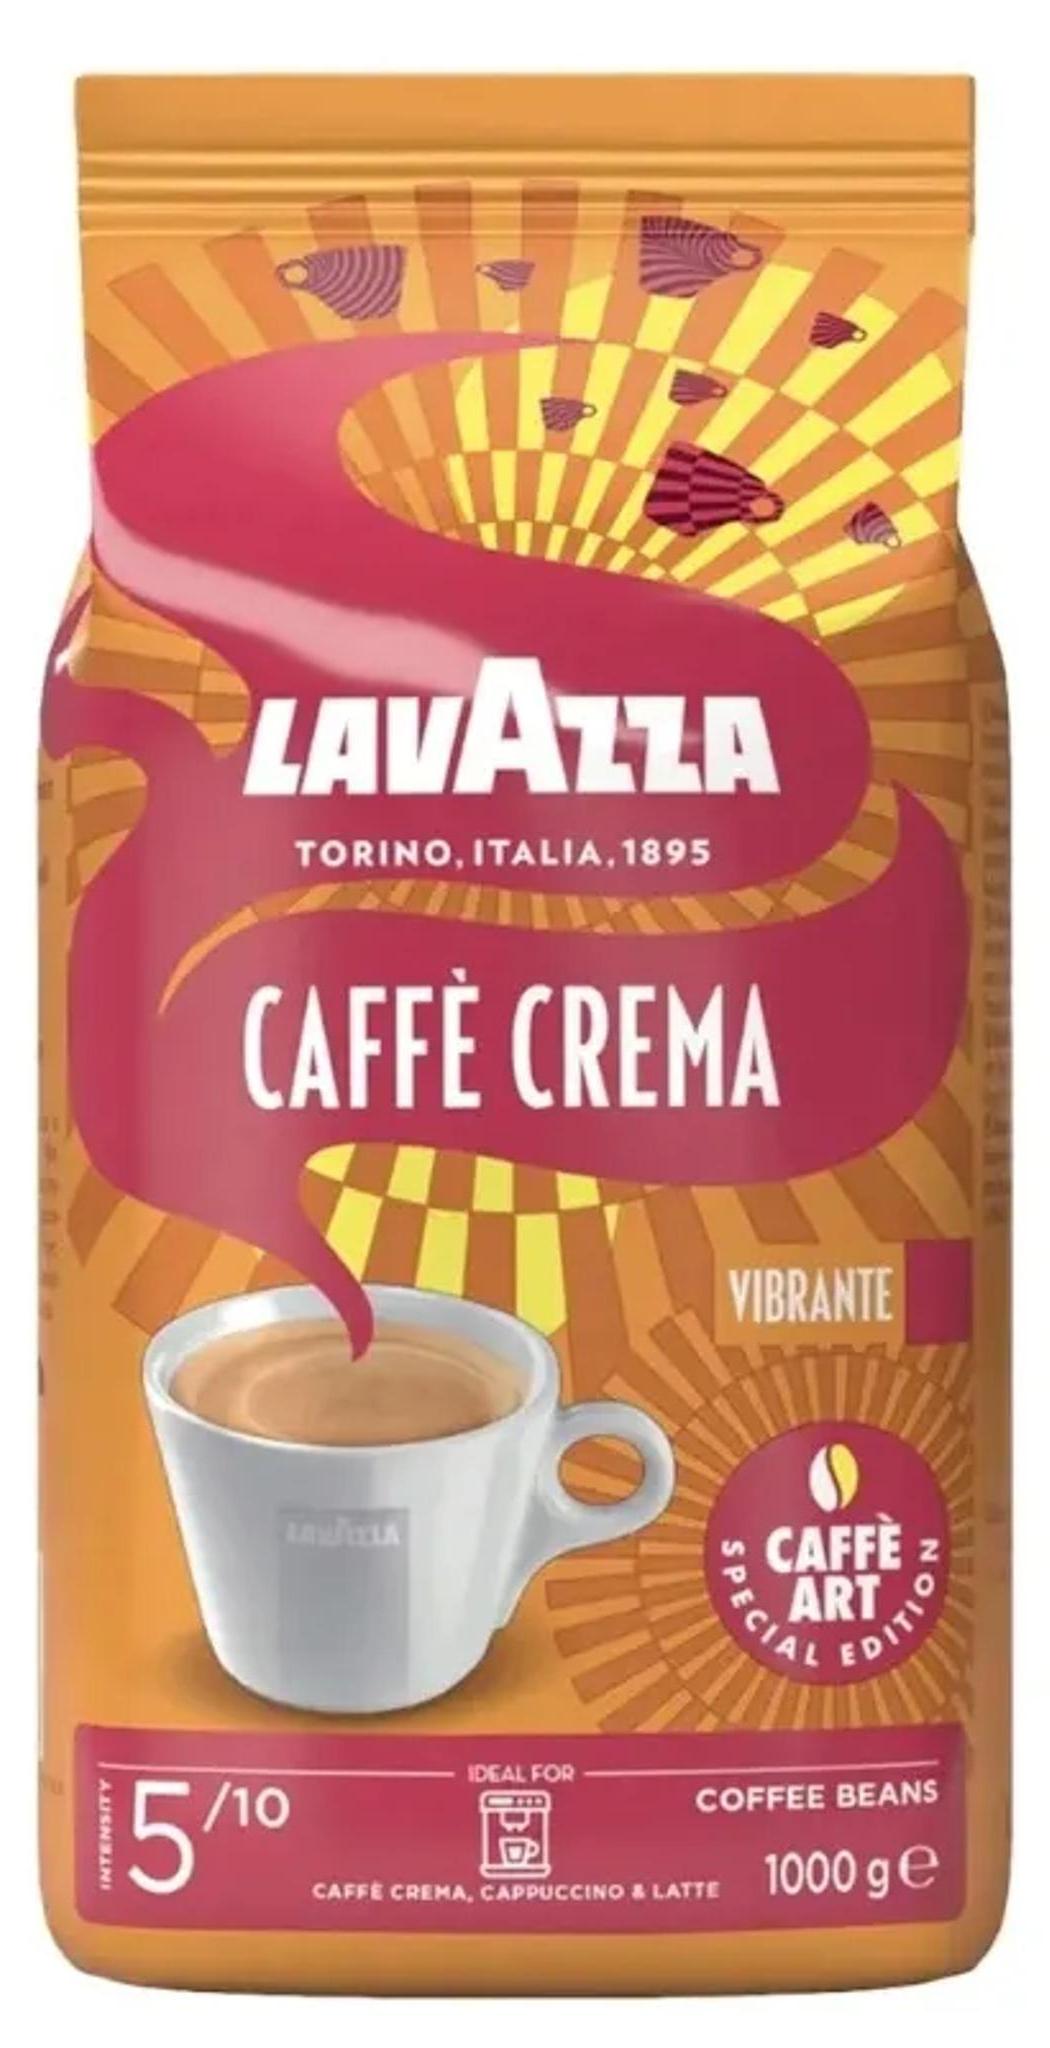 LAVAZZA
TORINO, ITALIA, 1895
CAFFÈ CREMA
VIBRANTE
CAFFÈ
ART
SPECIAL EDITION
LAVAZZA
INTENSITY
5/10
IDEAL FOR
CAFFÈ CREMA, CAPPUCCINO & LATTE
COFFEE BEANS
1000 g ℮